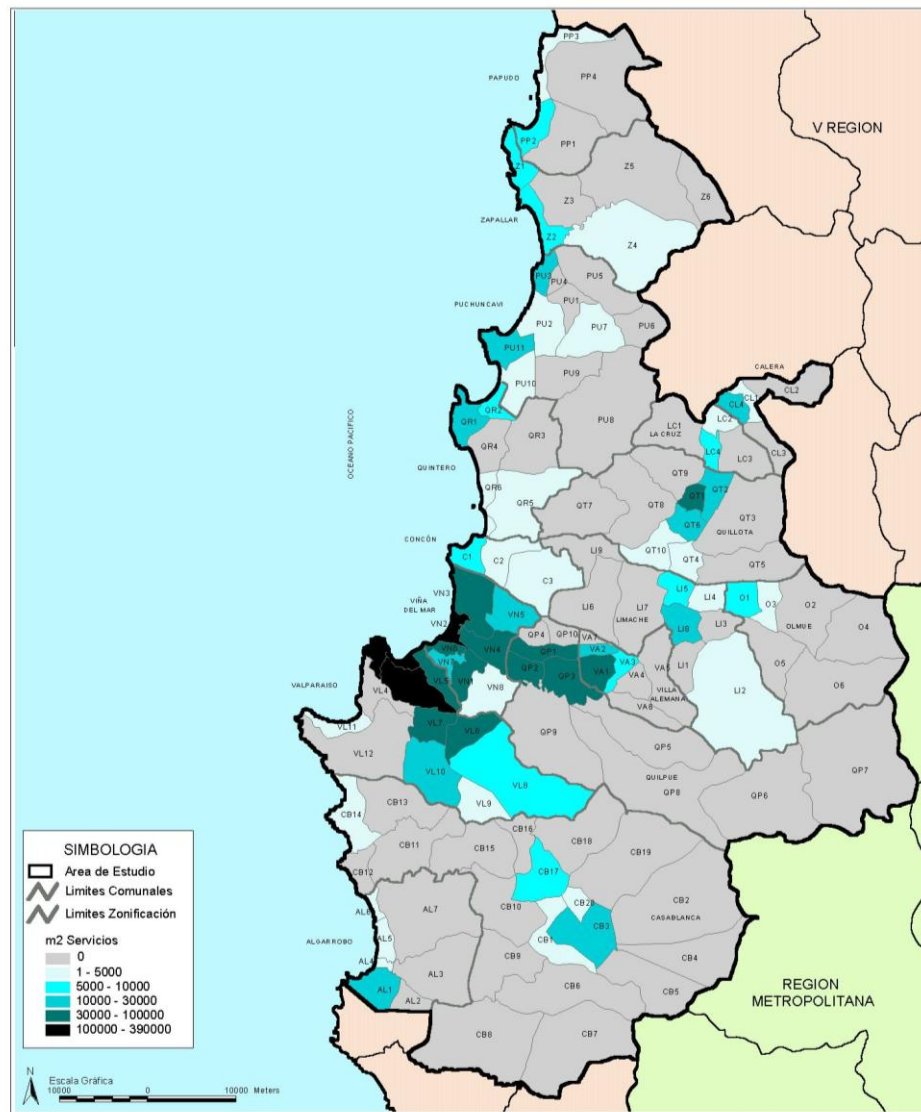 PP3
PAPUDO
PP4
V REGION
PP2
PP1
Z1
Z5
Z6
Z3
ZAPALLAR
Z2
Z4
PU3
PU4
PU5
PU1
PUCHUNCAVI
PU2
PU7
PU6
PU11
PU9
CALERA
PU10
CL2
CL1
CL4
QR2
LC2
QR1
PU8
LC1
LA CRUZ
QR4
QR3
LC4
LC3
CL3
OCEANO PACIFICO
QUINTERO
QT9
QR6
QT1
QT2
QR5
QT7
QT8
QT3
QT6
QUILLOTA
CONCÓN
QT10
QT4
C1
C2
LI9
QT5
C3
LI5
VN3
LI4
O1
O3
O2
VIÑA
DEL MAR
VN5
LI6
LI7
LIMACHE
OLMUE
O4
VN2
LI8
LI3
QP4
QP10
VA7
VN6
VN4
QP1
VA2
VN7
VA3
O5
VALPARAISO
VL5
VN1
QP2
QP3
VA1
VA4
VA5
LI1
VL4
VN8
VILLA
ALEMANA
LI2
O6
VA6
VL11
VL7
VL6
VL12
QP9
QP5
QUILPUE
QP7
VL10
VL8
QP8
QP6
VL9
CB14
CB13
CB16
CB18
CB11
CB15
CB19
CB12
CB17
CB2
AL7
CB10
CB20
CASABLANCA
AL6
CB3
ALGARROBO
AL5
CB1
AL4
CB9
CB4
AL3
AL1
AL2
CB6
CB5
REGION
METROPOLITANA
CB8
CB7
SIMBOLOGIA
Area de Estudio
Limites Comunales
Limites Zonificación
m2 Servicios
0
1 - 5000
5000 - 10000
10000 - 30000
30000 - 100000
100000 - 390000
N
Escala Gráfica
10000 0 10000 Meters